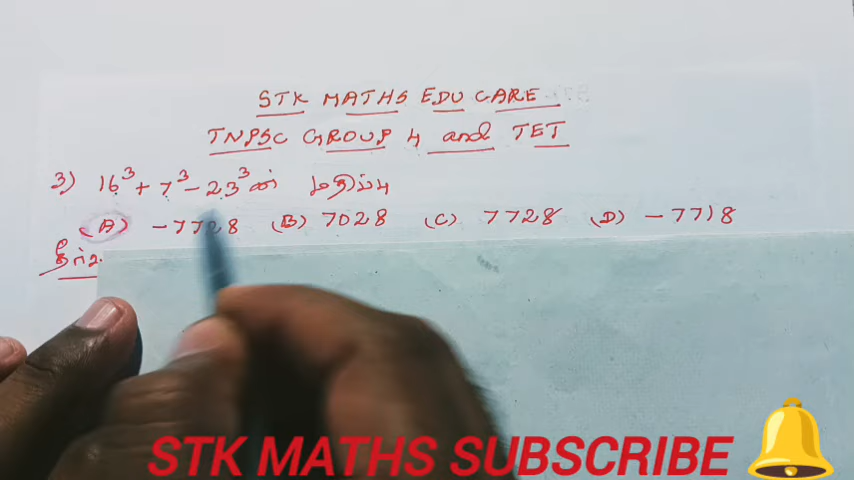 STK MATHS EDU CARE
TNPSC GROUP 4 and TET
3) 16³ + 7³ - 23³ ன் மதிப்பு
(A) -7728 (B) 7028 (C) 7728 (D) -7718
STK MATHS SUBSCRIBE